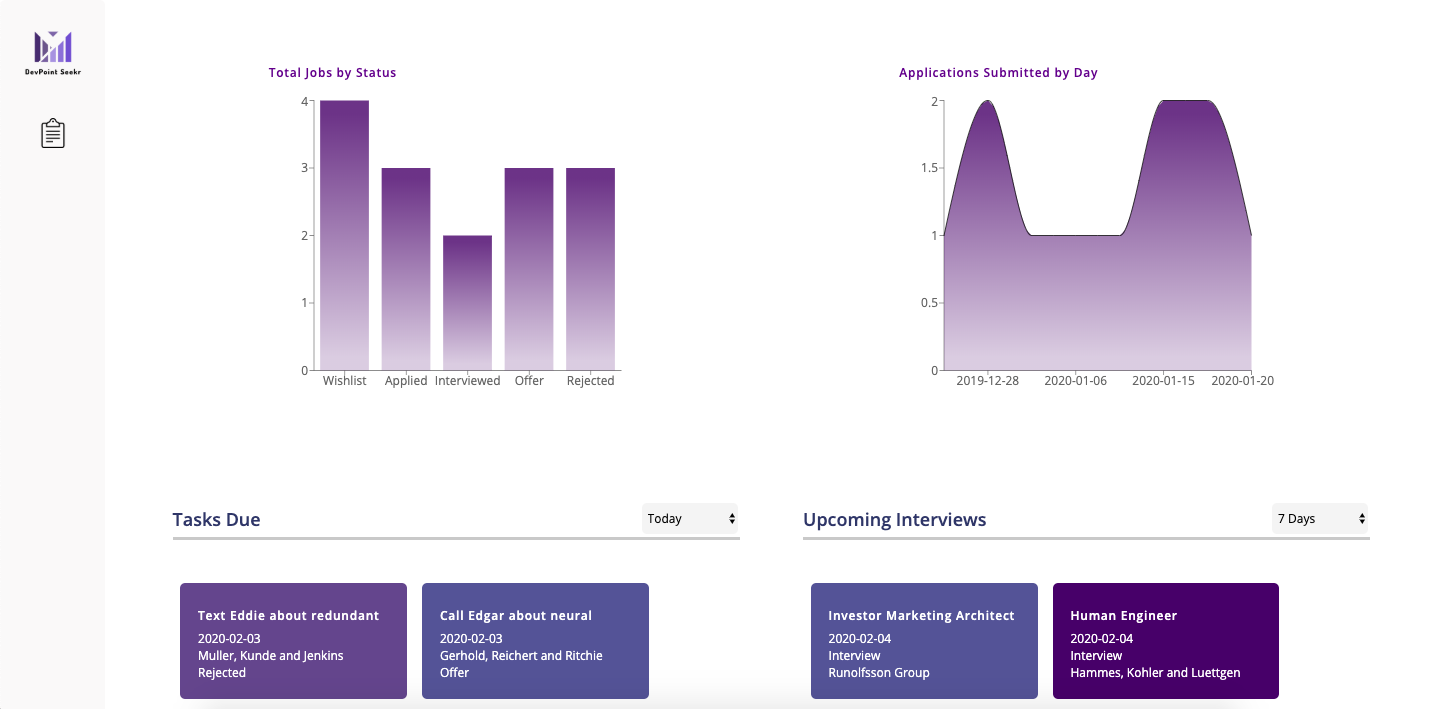 DevPoint Seekr
Total Jobs by Status
4
3
2
1
0
Wishlist Applied Interviewed Offer Rejected
Applications Submitted by Day
2
1.5
1
0.5
0
2019-12-28 2020-01-06 2020-01-15 2020-01-20
Tasks Due
Today
Text Eddie about redundant
2020-02-03
Muller, Kunde and Jenkins
Rejected
Call Edgar about neural
2020-02-03
Gerhold, Reichert and Ritchie
Offer
Upcoming Interviews
7 Days
Investor Marketing Architect
2020-02-04
Interview
Runolfsson Group
Human Engineer
2020-02-04
Interview
Hammes, Kohler and Luettgen